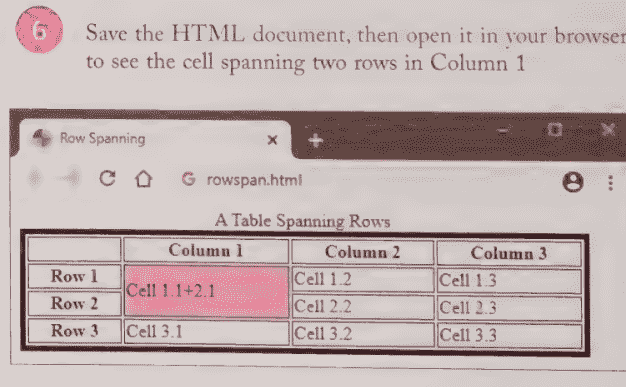 6
Save the HTML document, then open it in your browser
to see the cell spanning two rows in Column 1
Row Spanning
G rowspan.html
A Table Spanning Rows
Column 1 Column 2 Column 3
Row 1 Cell 1.1+2.1 Cell 1.2 Cell 1.3
Row 2 Cell 2.2 Cell 2.3
Row 3 Cell 3.1 Cell 3.2 Cell 3.3